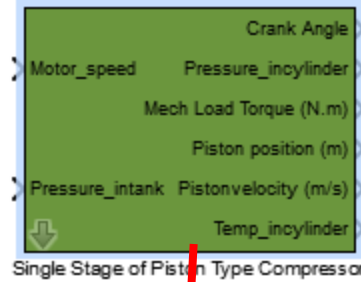 Crank Angle
Motor_speed Pressure_incylinder
Mech Load Torque (N.m)
Piston position (m)
Pressure_intank Pistonvelocity (m/s)
Temp_incylinder
Single Stage of Piston Type Compressor